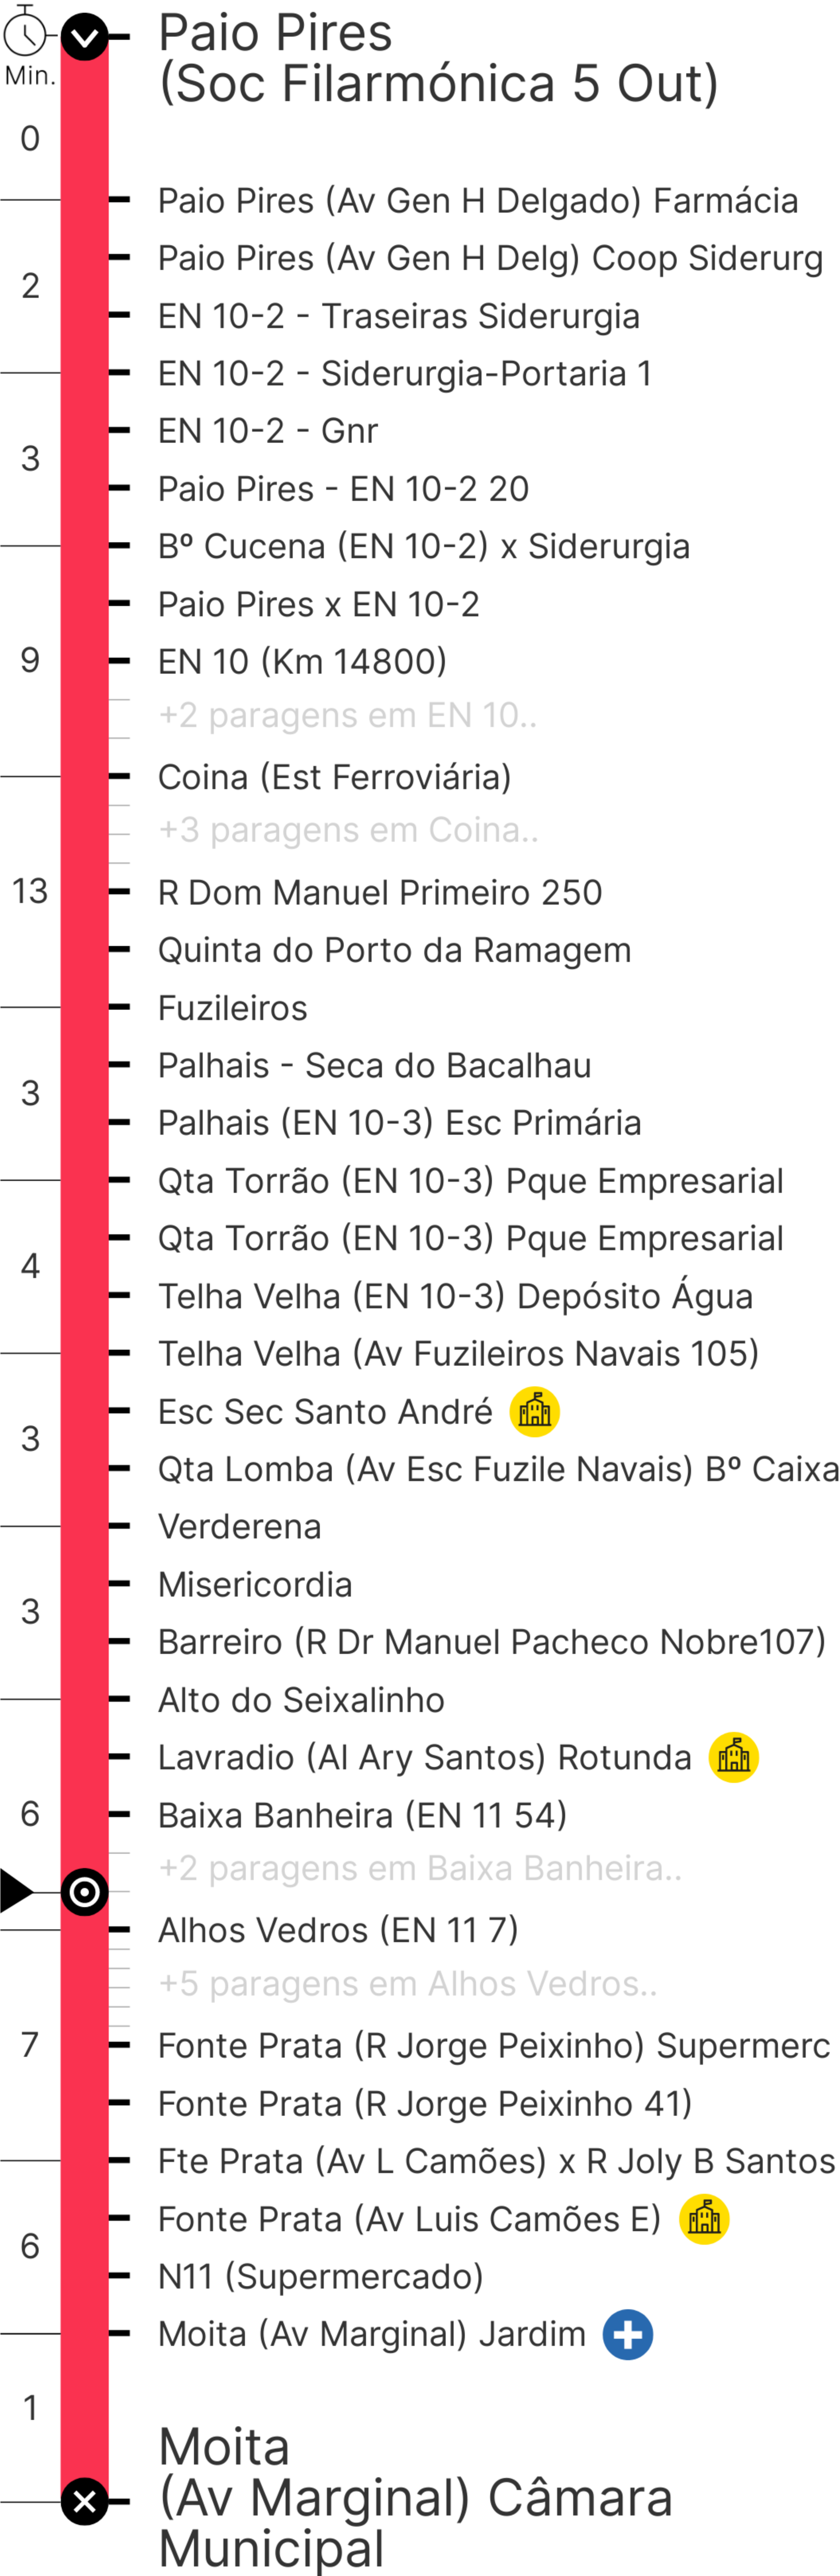 Paio Pires
(Soc Filarmónica 5 Out)
Min.
0
Paio Pires (Av Gen H Delgado) Farmácia
Paio Pires (Av Gen H Delg) Coop Siderurg
2
EN 10-2 - Traseiras Siderurgia
EN 10-2 - Siderurgia-Portaria 1
EN 10-2 - Gnr
3
Paio Pires - EN 10-2 20
Bº Cucena (EN 10-2) x Siderurgia
Paio Pires x EN 10-2
9
EN 10 (Km 14800)
+2 paragens em EN 10..
Coina (Est Ferroviária)
+3 paragens em Coina..
13
R Dom Manuel Primeiro 250
Quinta do Porto da Ramagem
Fuzileiros
Palhais - Seca do Bacalhau
3
Palhais (EN 10-3) Esc Primária
Qta Torrão (EN 10-3) Pque Empresarial
Qta Torrão (EN 10-3) Pque Empresarial
4
Telha Velha (EN 10-3) Depósito Água
Telha Velha (Av Fuzileiros Navais 105)
Esc Sec Santo André
3
Qta Lomba (Av Esc Fuzile Navais) Bº Caixa
Verderena
Misericordia
3
Barreiro (R Dr Manuel Pacheco Nobre107)
Alto do Seixalinho
Lavradio (Al Ary Santos) Rotunda
6
Baixa Banheira (EN 11 54)
+2 paragens em Baixa Banheira..
Alhos Vedros (EN 11 7)
+5 paragens em Alhos Vedros..
7
Fonte Prata (R Jorge Peixinho) Supermerc
Fonte Prata (R Jorge Peixinho 41)
Fte Prata (Av L Camões) x R Joly B Santos
Fonte Prata (Av Luis Camões E)
6
N11 (Supermercado)
Moita (Av Marginal) Jardim
1
Moita
(Av Marginal) Câmara
Municipal